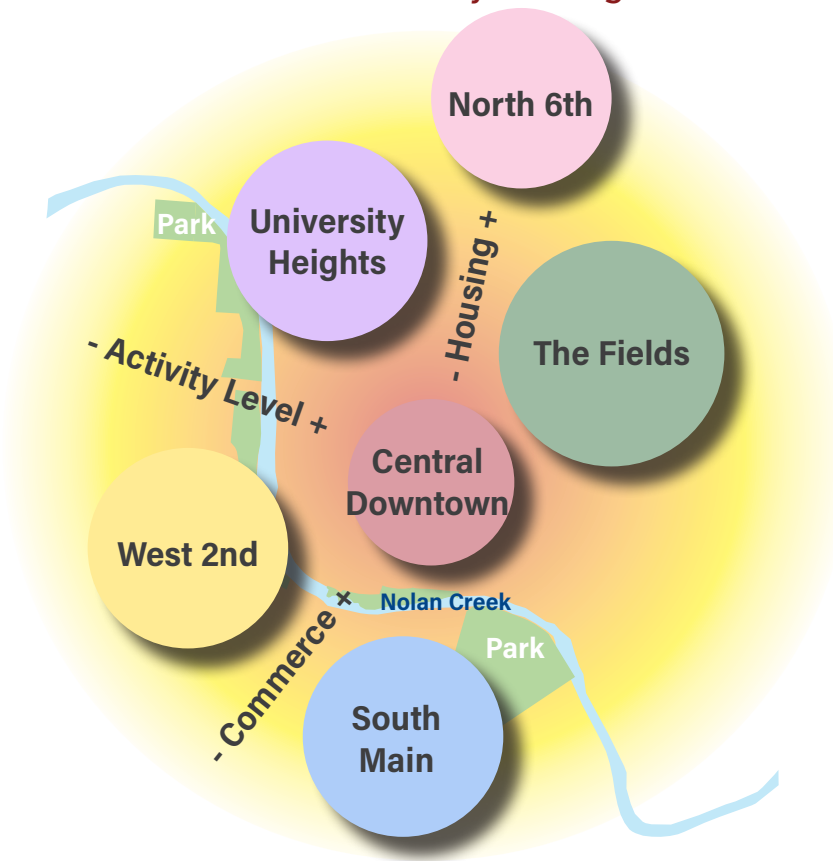 North 6th
University
Heights
Park
- Housing +
The Fields
- Activity Level +
Central
Downtown
West 2nd
Nolan Creek
- Commerce +
Park
South
Main